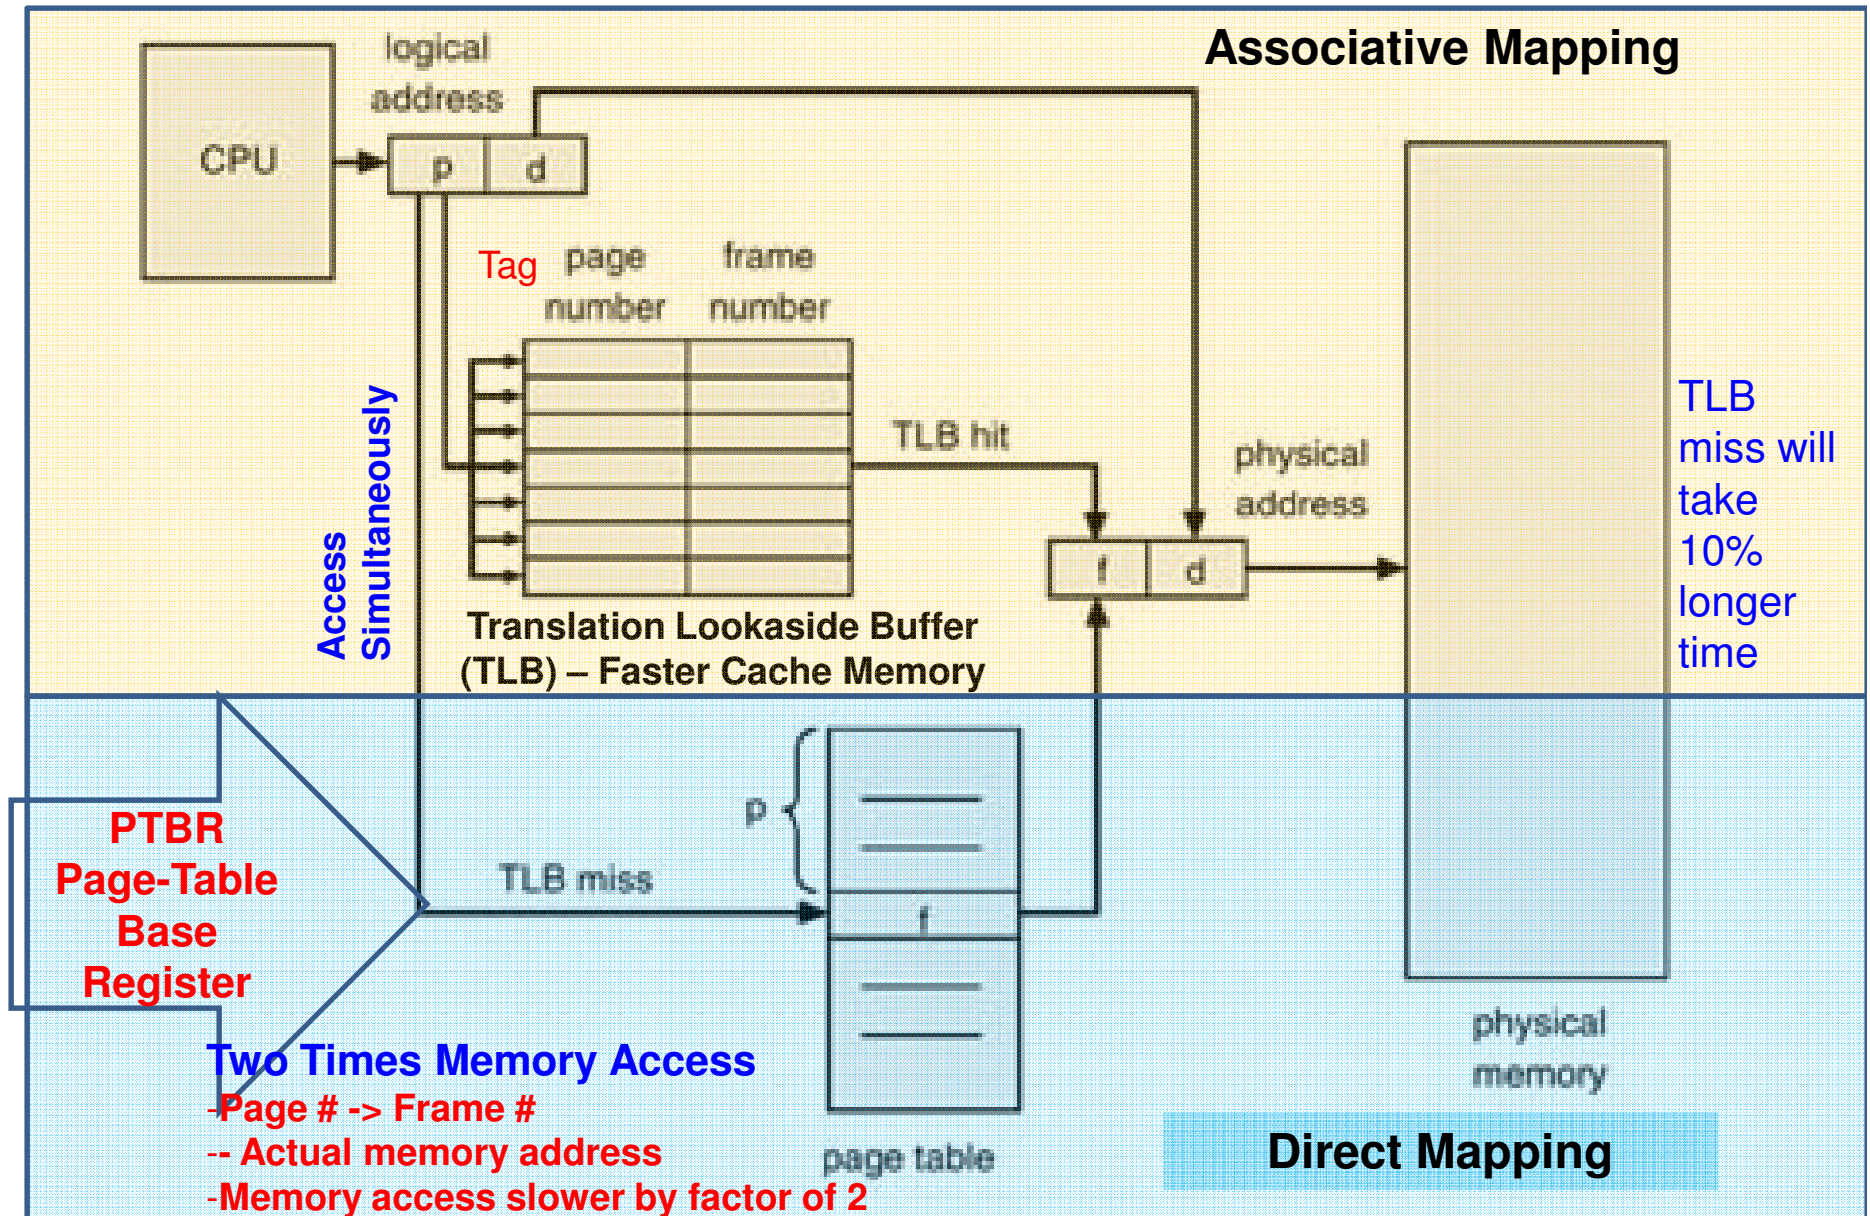 Associative Mapping
logical
address
CPU
p d
Tag
page
number
frame
number
Access
Simultaneously
TLB hit
physical
address
f d
TLB
miss will
take
10%
longer
time
Translation Lookaside Buffer
(TLB) – Faster Cache Memory
PTBR
Page-Table
Base
Register
p
TLB miss
f
physical
memory
Two Times Memory Access
-Page # -> Frame #
-- Actual memory address
-Memory access slower by factor of 2
page table
Direct Mapping